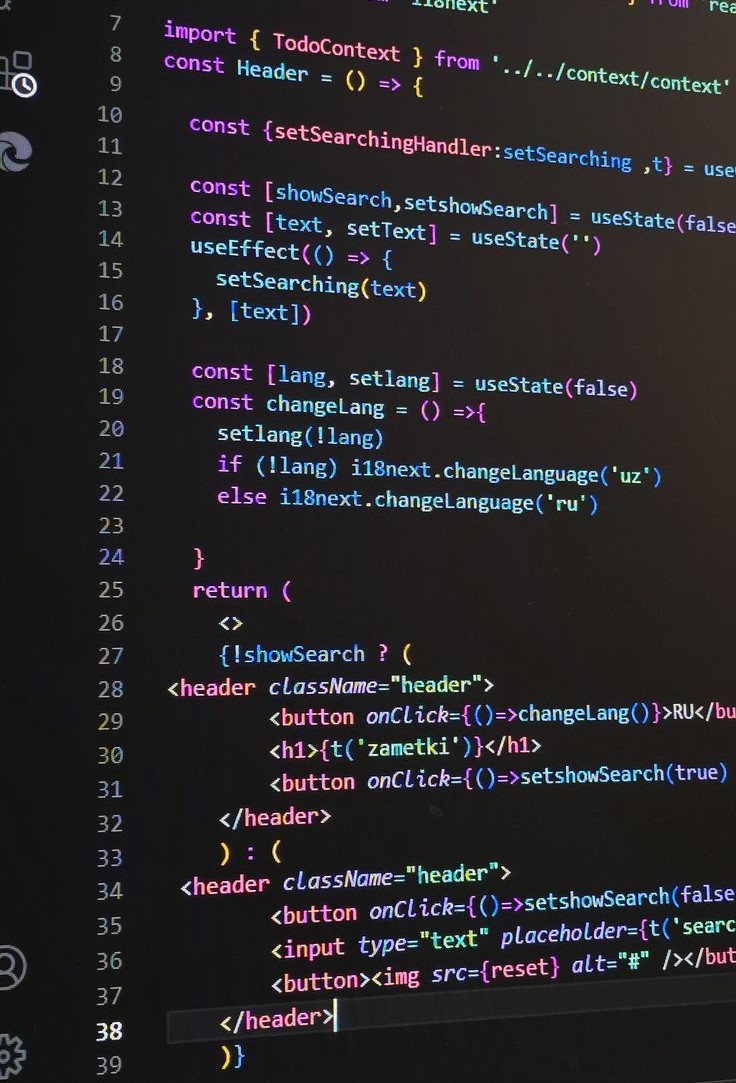 'i18next'
from 'rea
7 import { TodoContext } from '../../context/context'
8 const Header = () => {
9
10 const {setSearchingHandler:setSearching ,t} = use
11
12 const [showSearch,setshowSearch] = useState(false
13 const [text, setText] = useState('')
14 useEffect(() => {
15 setSearching(text)
16 }, [text])
17
18 const [lang, setlang] = useState(false)
19 const changeLang = () =>{
20 setlang(!lang)
21 if (!lang) i18next.changeLanguage('uz')
22 else i18next.changeLanguage('ru')
23
24 }
25 return (
26 <>
27 {!showSearch ? (
28 <header className="header">
29 <button onClick={()=>changeLang()}>RU</bu
30 <h1>{t('zametki')}</h1>
31 <button onClick={()=>setshowSearch(true)
32 </header>
33 ) : (
34 <header className="header">
35 <button onClick={()=>setshowSearch(false
36 <input type="text" placeholder={t('searc
37 <button><img src={reset} alt="#" /></but
38 </header>
39 )}